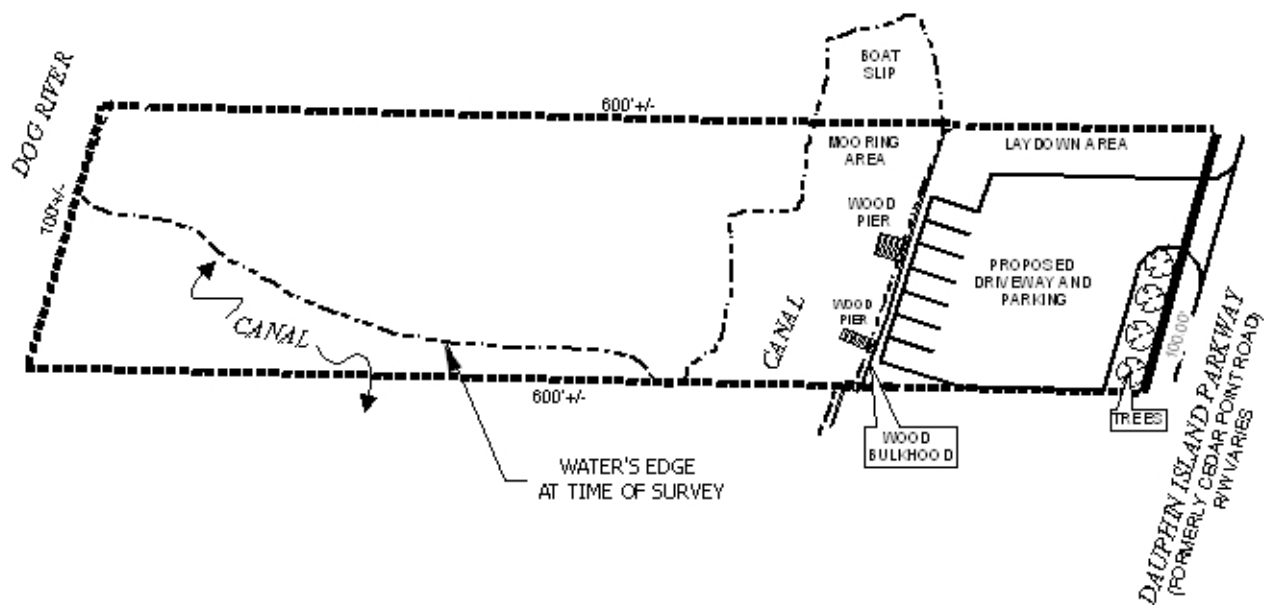 BOAT
SLIP
DOG RIVER
600'+/-
MOORING
AREA
LAYDOWN AREA
100'+/-
WOOD
PIER
PROPOSED
DRIVEWAY AND
PARKING
CANAL
WOOD
PIER
CANAL
100.00'
600'+/-
TREES
WOOD
BULKHOOD
WATER'S EDGE
AT TIME OF SURVEY
DAUPHIN ISLAND PARKWAY
(FORMERLY CEDAR POINT ROAD)
R/W VARIES